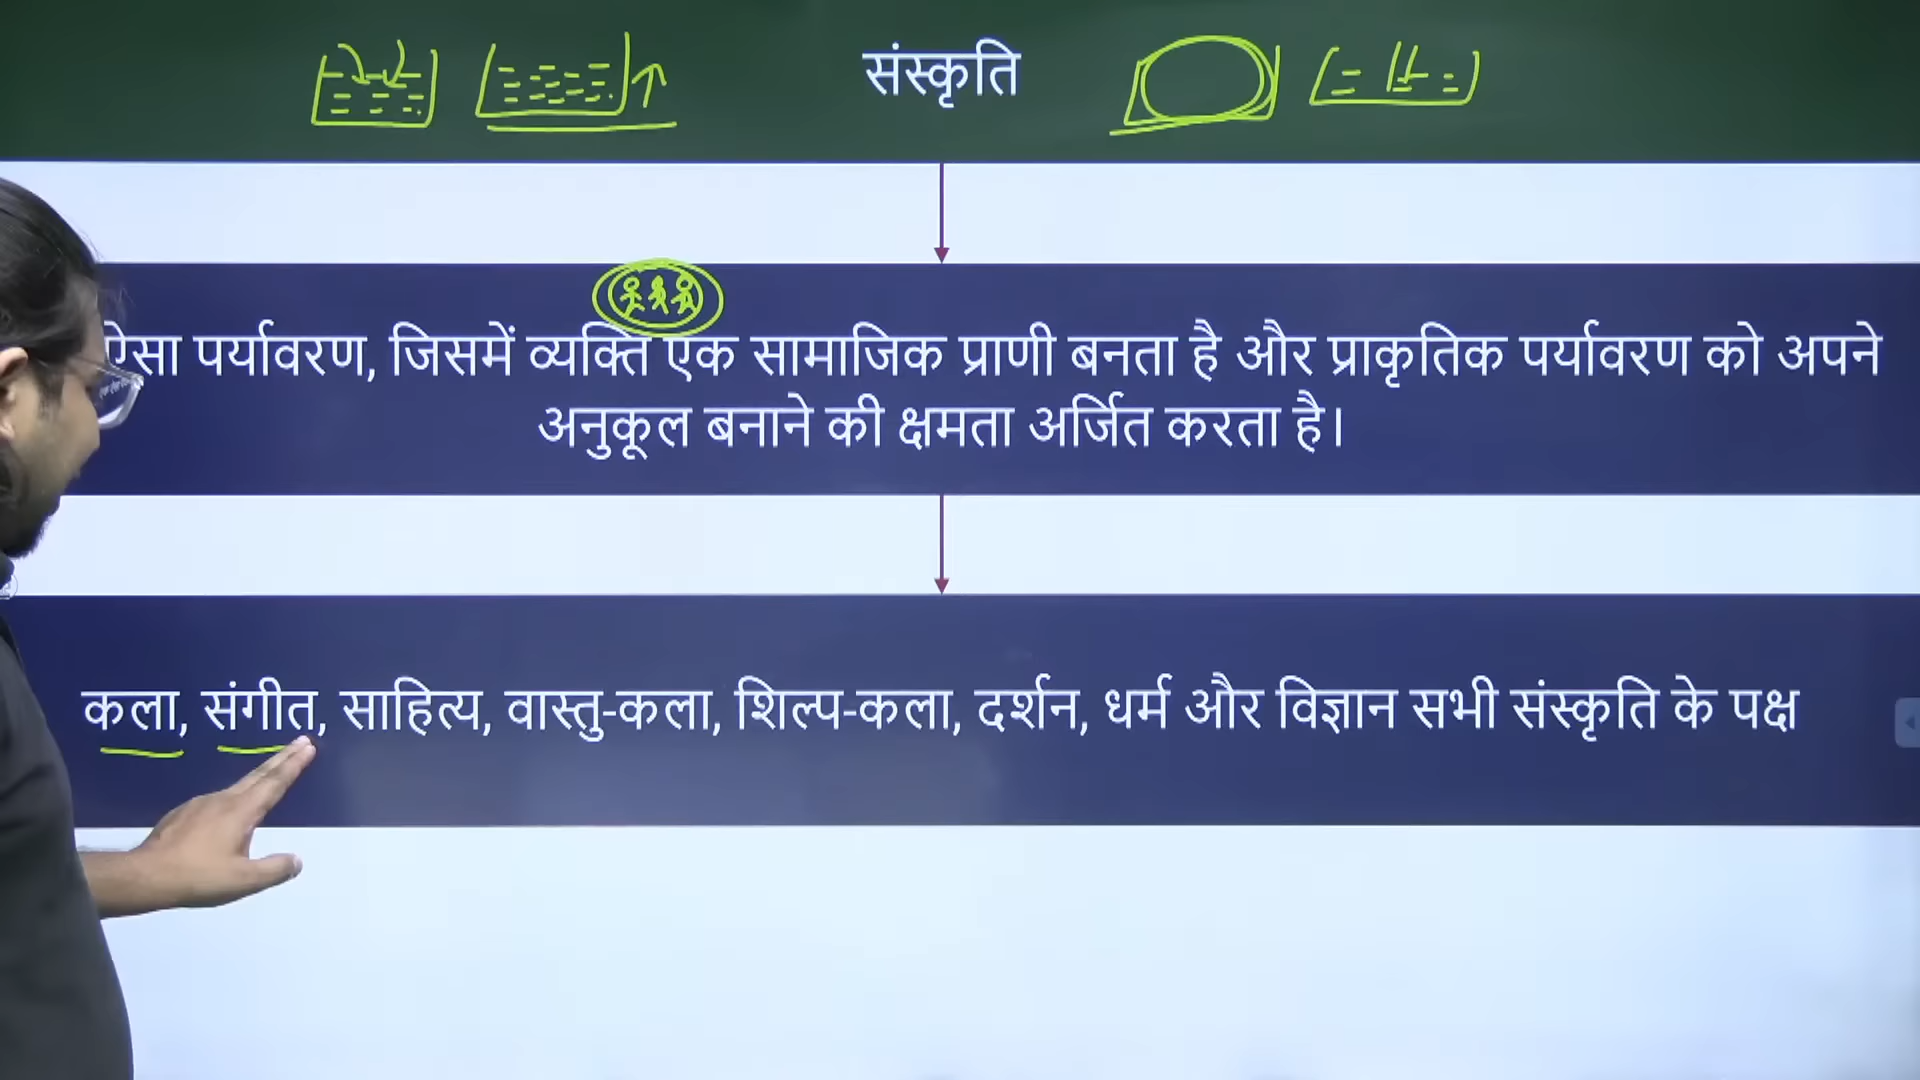 संस्कृति
ऐसा पर्यावरण, जिसमें व्यक्ति एक सामाजिक प्राणी बनता है और प्राकृतिक पर्यावरण को अपने
अनुकूल बनाने की क्षमता अर्जित करता है।
कला, संगीत, साहित्य, वास्तु-कला, शिल्प-कला, दर्शन, धर्म और विज्ञान सभी संस्कृति के पक्ष